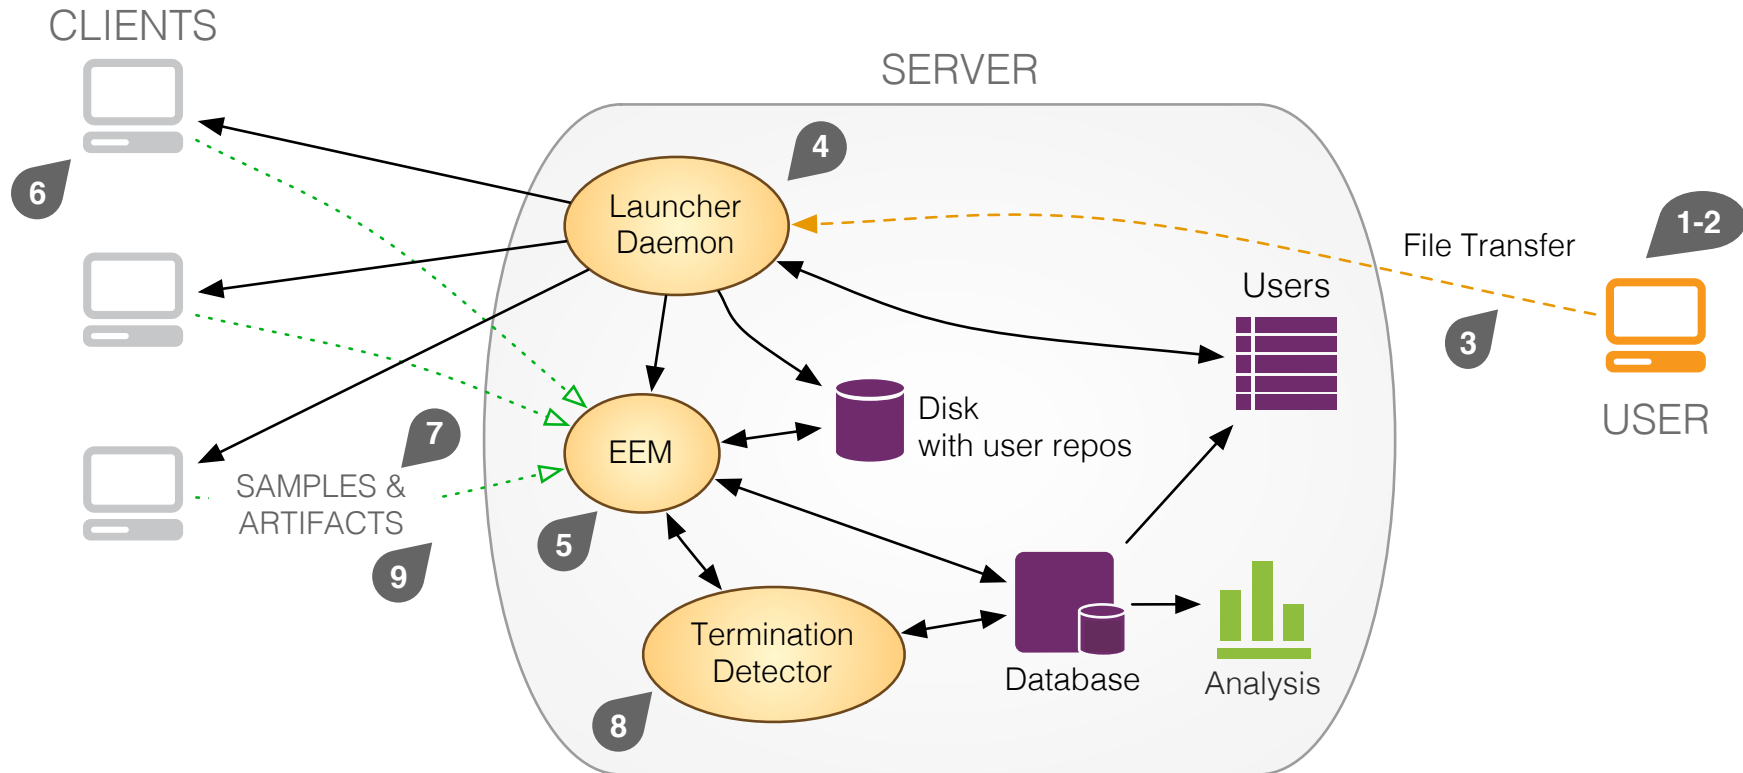 CLIENTS
SERVER
4
6
Launcher
Daemon
1-2
File Transfer
Users
3
Disk
with user repos
USER
7
EEM
SAMPLES &
ARTIFACTS
5
9
Termination
Detector
Database
Analysis
8